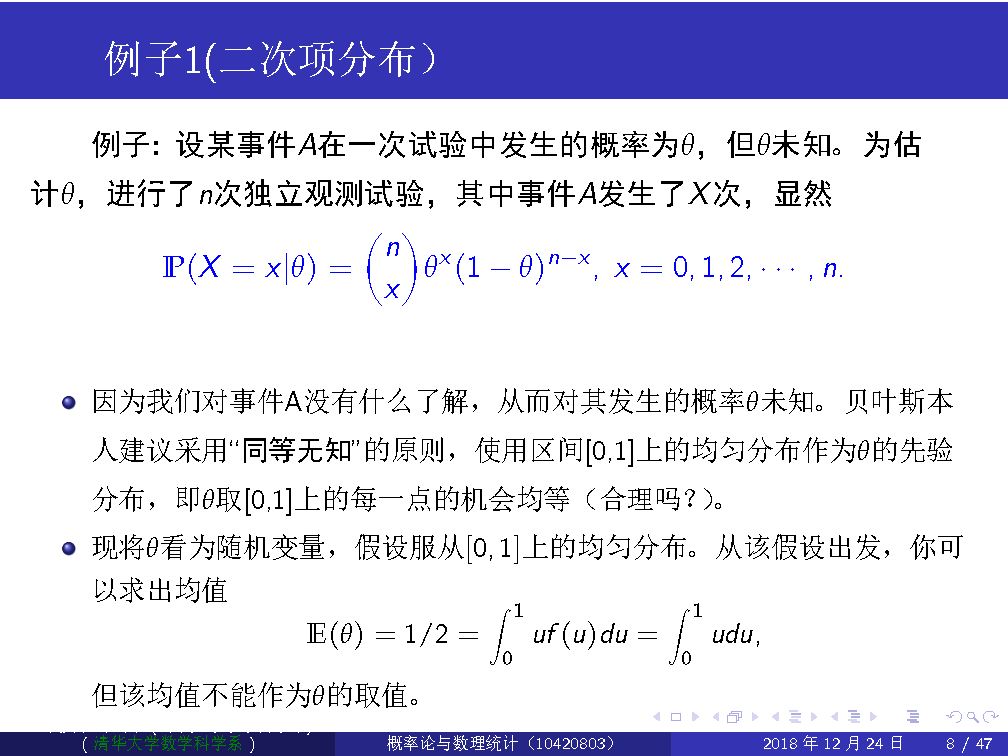 例子1(二次项分布）
例子: 设某事件A在一次试验中发生的概率为θ，但θ未知。为估
计θ，进行了n次独立观测试验，其中事件A发生了X次，显然
ℙ(X = x|θ) = (n x) θ^x (1 − θ)^{n−x}, x = 0, 1, 2, ⋯ , n.
因为我们对事件A没有什么了解，从而对其发生的概率θ未知。贝叶斯本
人建议采用“同等无知”的原则，使用区间[0,1]上的均匀分布作为θ的先验
分布，即θ取[0,1]上的每一点的机会均等（合理吗?）。
现将θ看为随机变量，假设服从[0, 1]上的均匀分布。从该假设出发，你可
以求出均值
𝔼(θ) = 1/2 = ∫_0^1 uf(u)du = ∫_0^1 udu,
但该均值不能作为θ的取值。
( 清华大学数学科学系 ) 概率论与数理统计（10420803） 2018 年 12 月 24 日 8 / 47